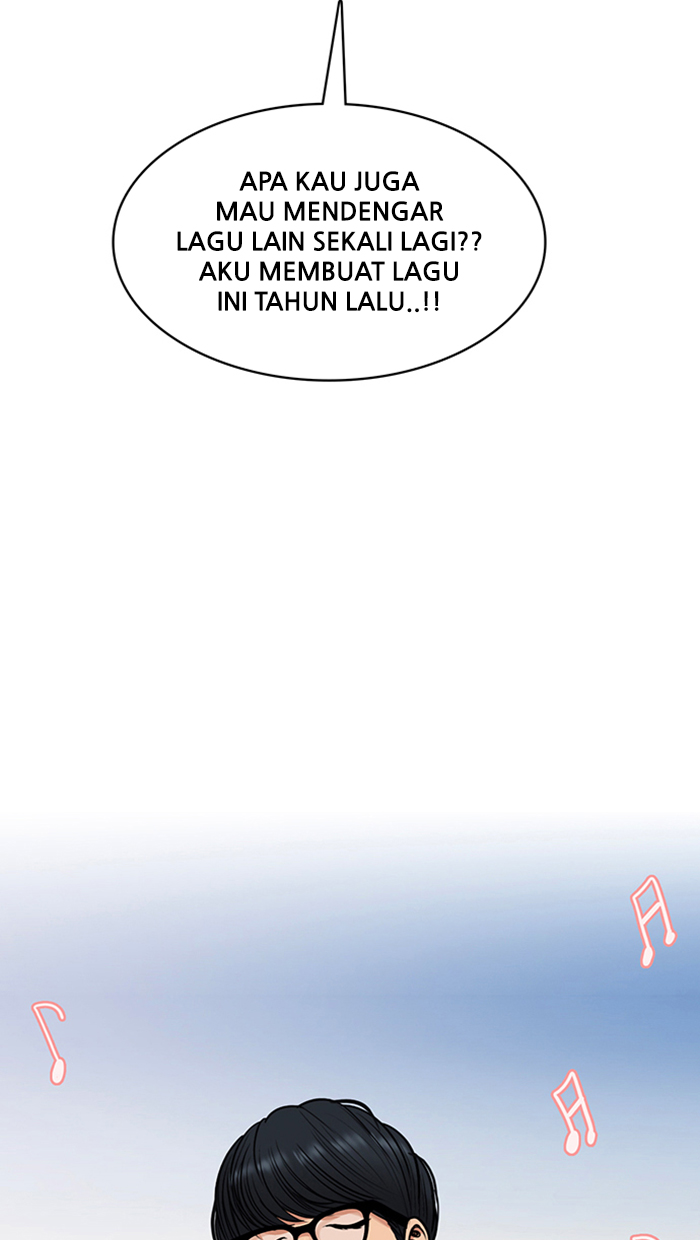 APA KAU JUGA
MAU MENDENGAR
LAGU LAIN SEKALI LAGI??
AKU MEMBUAT LAGU
INI TAHUN LALU..!!